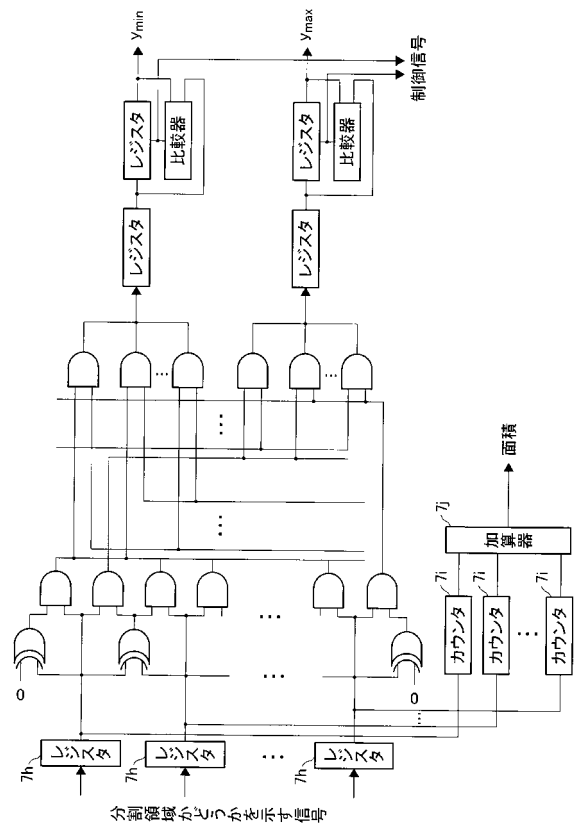 分割領域かどうかを示す信号
7h
レジスタ
7h
レジスタ
7h
レジスタ
0
0
カウンタ
7i
カウンタ
7i
カウンタ
7i
加算器
7j
面積
レジスタ
レジスタ
比較器
ymin
レジスタ
レジスタ
比較器
ymax
制御信号